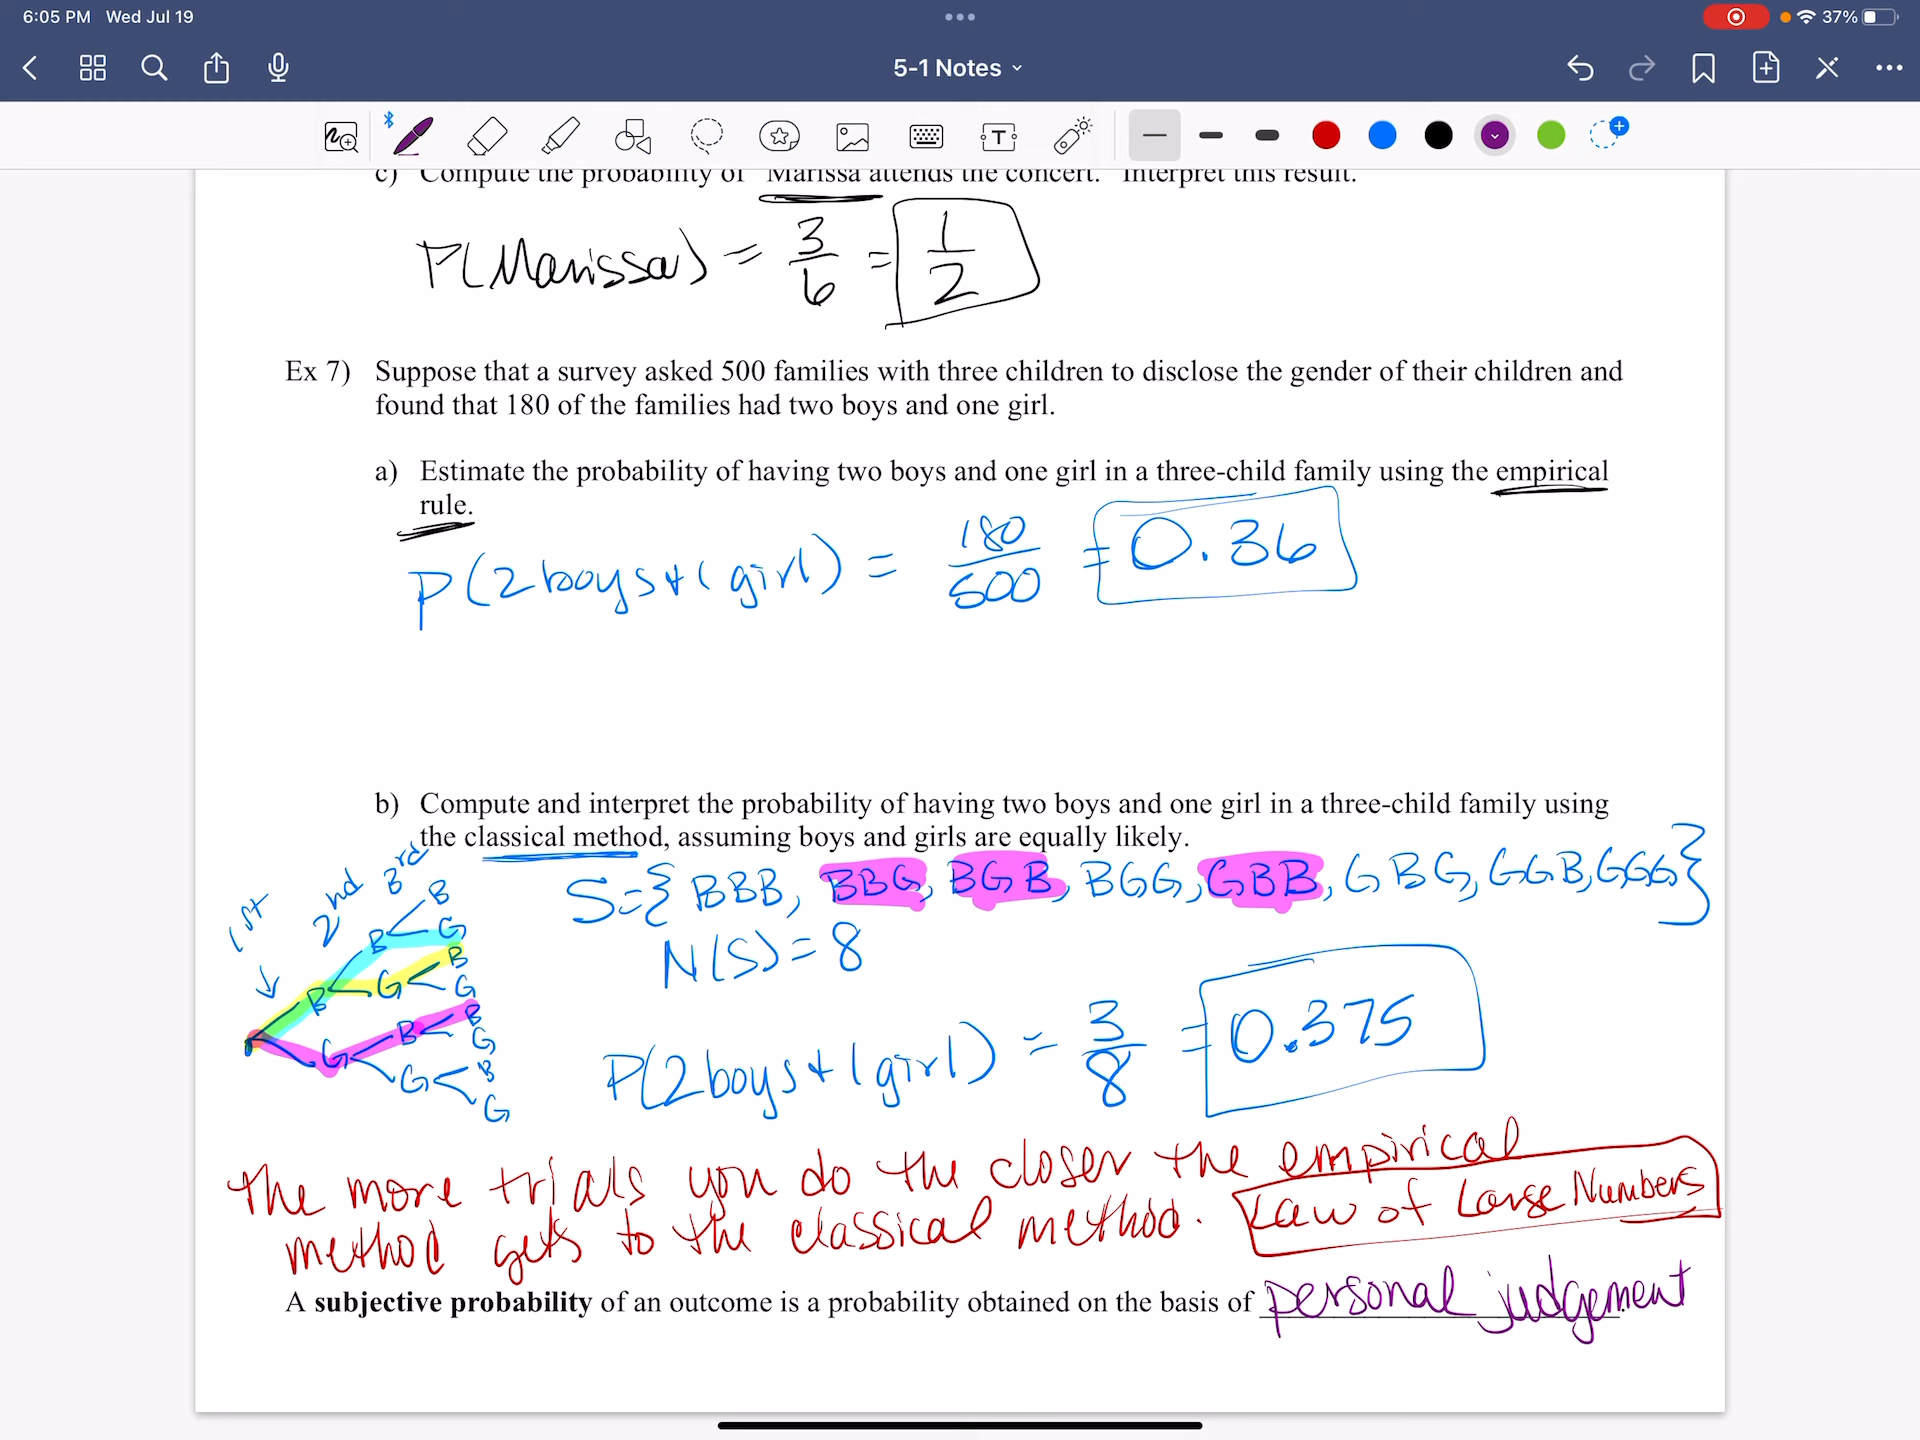 6:05 PM Wed Jul 19
37%
5-1 Notes
c) Compute the probability of "Marissa attends the concert." Interpret this result.
P(Marissa) = 3/6 = 1/2
Ex 7) Suppose that a survey asked 500 families with three children to disclose the gender of their children and
found that 180 of the families had two boys and one girl.
a) Estimate the probability of having two boys and one girl in a three-child family using the empirical
rule.
P(2 boys + 1 girl) = 180/500 = 0.36
b) Compute and interpret the probability of having two boys and one girl in a three-child family using
the classical method, assuming boys and girls are equally likely.
1st 2nd 3rd
S={ BBB, BBG, BGB, BGG, GBB, GBG, GGB, GGG}
B
B G
B G B
G
N(S) = 8
G B B
G
G B
G
P(2 boys + 1 girl) = 3/8 = 0.375
the more trials you do the closer the empirical
method gets to the classical method. Law of Large Numbers
A subjective probability of an outcome is a probability obtained on the basis of personal judgement